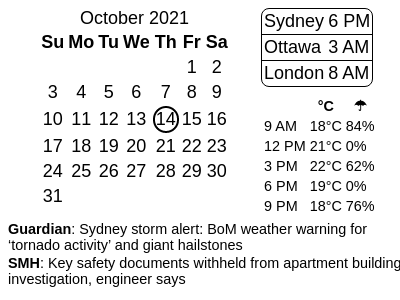 October 2021
Su Mo Tu We Th Fr Sa
1 2
3 4 5 6 7 8 9
10 11 12 13 14 15 16
17 18 19 20 21 22 23
24 25 26 27 28 29 30
31
Sydney 6 PM
Ottawa 3 AM
London 8 AM
°C ☂
9 AM 18°C 84%
12 PM 21°C 0%
3 PM 22°C 62%
6 PM 19°C 0%
9 PM 18°C 76%
Guardian: Sydney storm alert: BoM weather warning for
‘tornado activity’ and giant hailstones
SMH: Key safety documents withheld from apartment building
investigation, engineer says